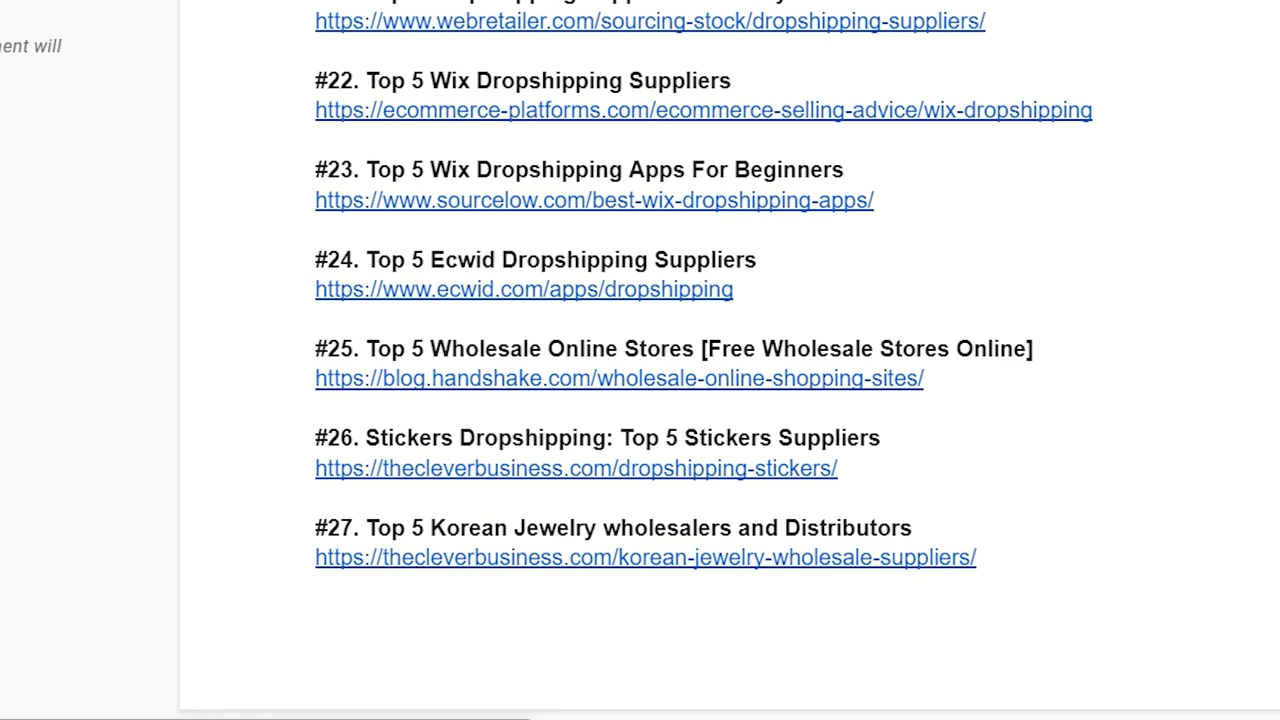 https://www.webretailer.com/sourcing-stock/dropshipping-suppliers/
ent will
#22. Top 5 Wix Dropshipping Suppliers
https://ecommerce-platforms.com/ecommerce-selling-advice/wix-dropshipping
#23. Top 5 Wix Dropshipping Apps For Beginners
https://www.sourcelow.com/best-wix-dropshipping-apps/
#24. Top 5 Ecwid Dropshipping Suppliers
https://www.ecwid.com/apps/dropshipping
#25. Top 5 Wholesale Online Stores [Free Wholesale Stores Online]
https://blog.handshake.com/wholesale-online-shopping-sites/
#26. Stickers Dropshipping: Top 5 Stickers Suppliers
https://thecleverbusiness.com/dropshipping-stickers/
#27. Top 5 Korean Jewelry wholesalers and Distributors
https://thecleverbusiness.com/korean-jewelry-wholesale-suppliers/